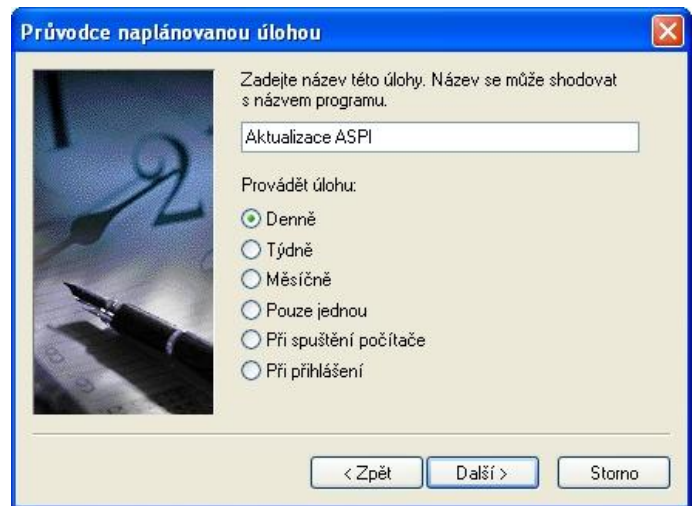 Průvodce naplánovanou úlohou
Zadejte název této úlohy. Název se může shodovat
s názvem programu.
Aktualizace ASPI
Provádět úlohu:
Denně
Týdně
Měsíčně
Pouze jednou
Při spuštění počítače
Při přihlášení
< Zpět
Další >
Storno